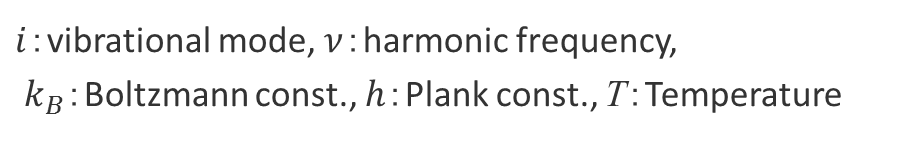 i : vibrational mode, ν : harmonic frequency,
k_B : Boltzmann const., h : Plank const., T: Temperature